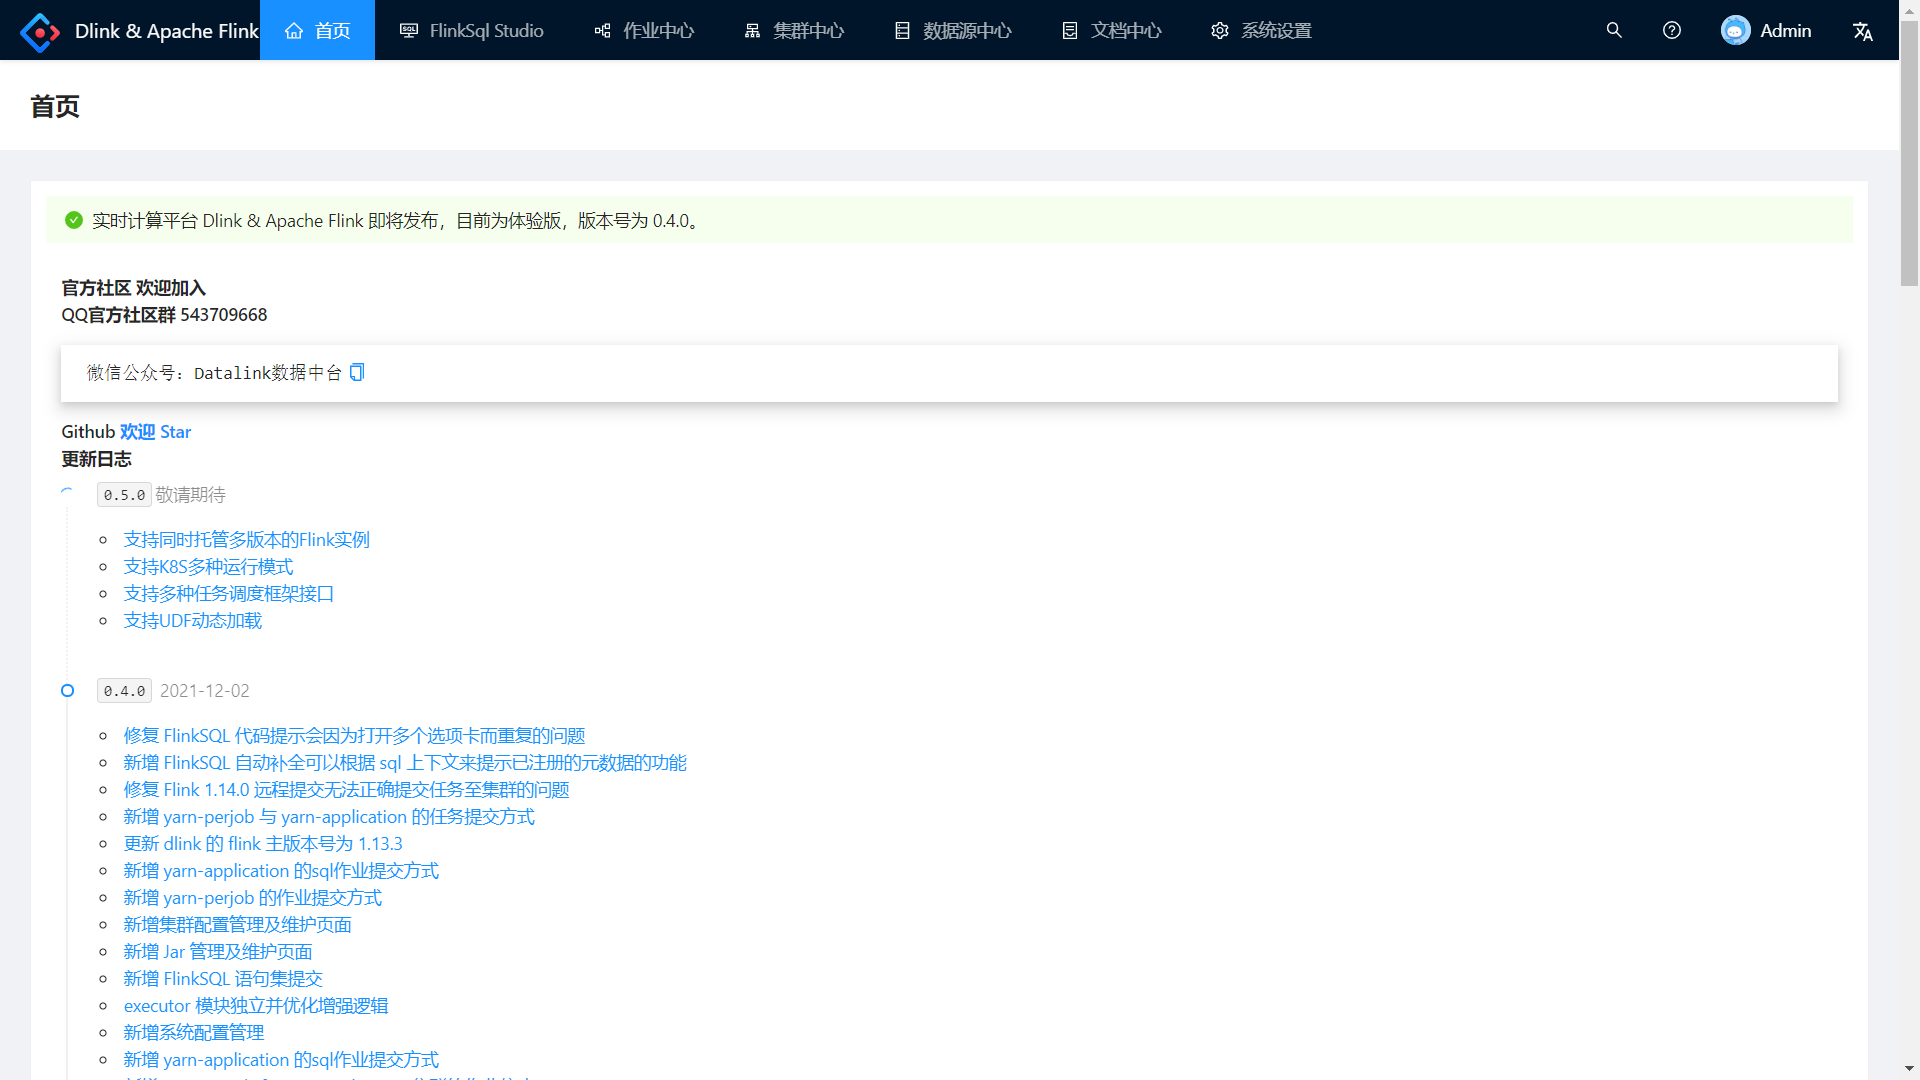 Dlink & Apache Flink 首页 FlinkSql Studio 作业中心 集群中心 数据源中心 文档中心 系统设置 Admin
首页
实时计算平台 Dlink & Apache Flink 即将发布，目前为体验版，版本号为 0.4.0。
官方社区 欢迎加入
QQ官方社区群 543709668
微信公众号：Datalink数据中台
Github 欢迎 Star
更新日志
0.5.0 敬请期待
支持同时托管多版本的Flink实例
支持K8S多种运行模式
支持多种任务调度框架接口
支持UDF动态加载
0.4.0 2021-12-02
修复 FlinkSQL 代码提示会因为打开多个选项卡而重复的问题
新增 FlinkSQL 自动补全可以根据 sql 上下文来提示已注册的元数据的功能
修复 Flink 1.14.0 远程提交无法正确提交任务至集群的问题
新增 yarn-perjob 与 yarn-application 的任务提交方式
更新 dlink 的 flink 主版本号为 1.13.3
新增 yarn-application 的sql作业提交方式
新增 yarn-perjob 的作业提交方式
新增集群配置管理及维护页面
新增 Jar 管理及维护页面
新增 FlinkSQL 语句集提交
executor 模块独立并优化增强逻辑
新增系统配置管理
新增 yarn-application 的sql作业提交方式